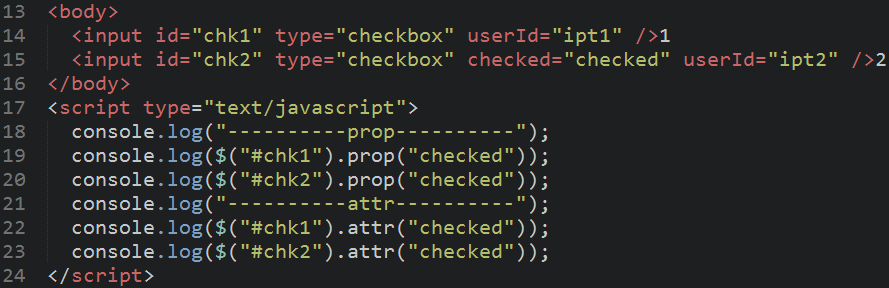 13 <body>
14   <input id="chk1" type="checkbox" userId="ipt1" />1
15   <input id="chk2" type="checkbox" checked="checked" userId="ipt2" />2
16 </body>
17 <script type="text/javascript">
18   console.log("----------prop----------");
19   console.log($("#chk1").prop("checked"));
20   console.log($("#chk2").prop("checked"));
21   console.log("----------attr----------");
22   console.log($("#chk1").attr("checked"));
23   console.log($("#chk2").attr("checked"));
24 </script>